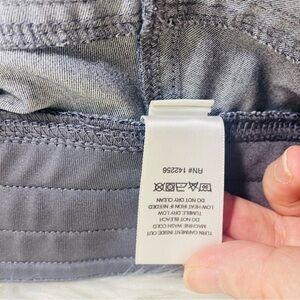 TURN GARMENT INSIDE OUT
MACHINE WASH COLD
DO NOT BLEACH
TUMBLE DRY LOW
LOW HEAT IRON IF NEEDED
DO NOT DRY CLEAN
RN# 142256